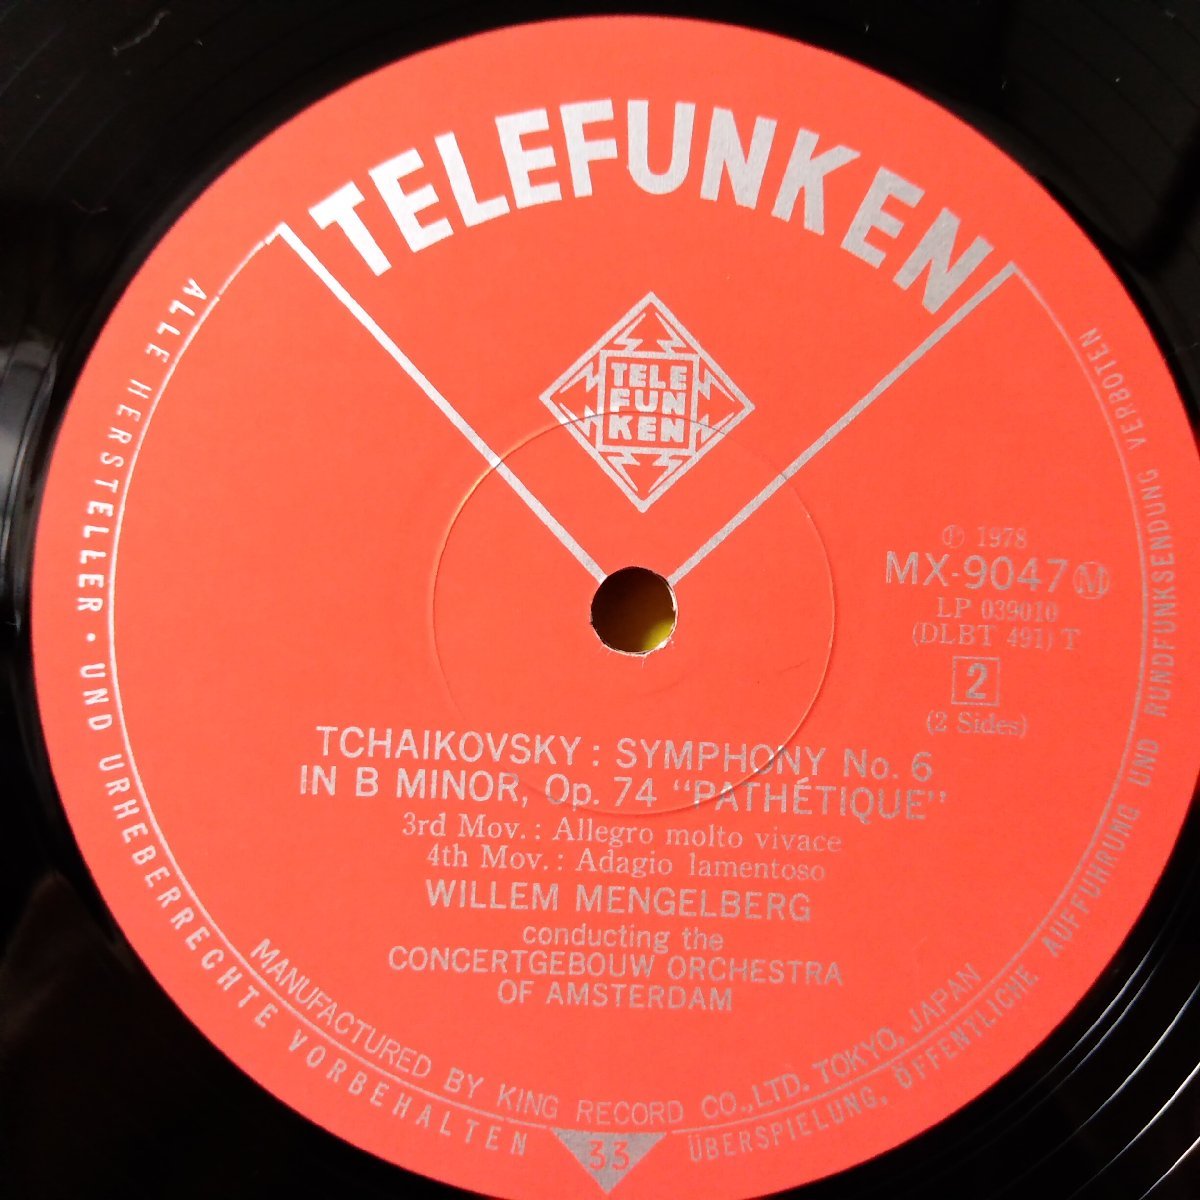 TELEFUNKEN
TELE
FUN
KEN
℗ 1978
MX-9047 Ⓜ
LP 039010
(DLBT 491) T
2
(2 Sides)
TCHAIKOVSKY : SYMPHONY No. 6
IN B MINOR, Op. 74 "PATHÉTIQUE"
3rd Mov. : Allegro molto vivace
4th Mov. : Adagio lamentoso
WILLEM MENGELBERG
conducting the
CONCERTGEBOUW ORCHESTRA
OF AMSTERDAM
MANUFACTURED BY KING RECORD CO., LTD. TOKYO, JAPAN
ALLE HERSTELLER · UND URHEBERRECHTE VORBEHALTEN
33
ÜBERSPIELUNG, ÖFFENTLICHE AUFFUHRUNG UND RUNDFUNKSENDUNG VERBOTEN